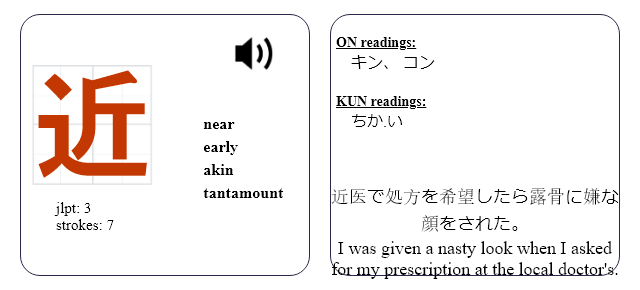 近
near
early
akin
tantamount
jlpt: 3
strokes: 7
ON readings:
キン、 コン
KUN readings:
ちか.い
近医で処方を希望したら露骨に嫌な
顔をされた。
I was given a nasty look when I asked
for my prescription at the local doctor's.